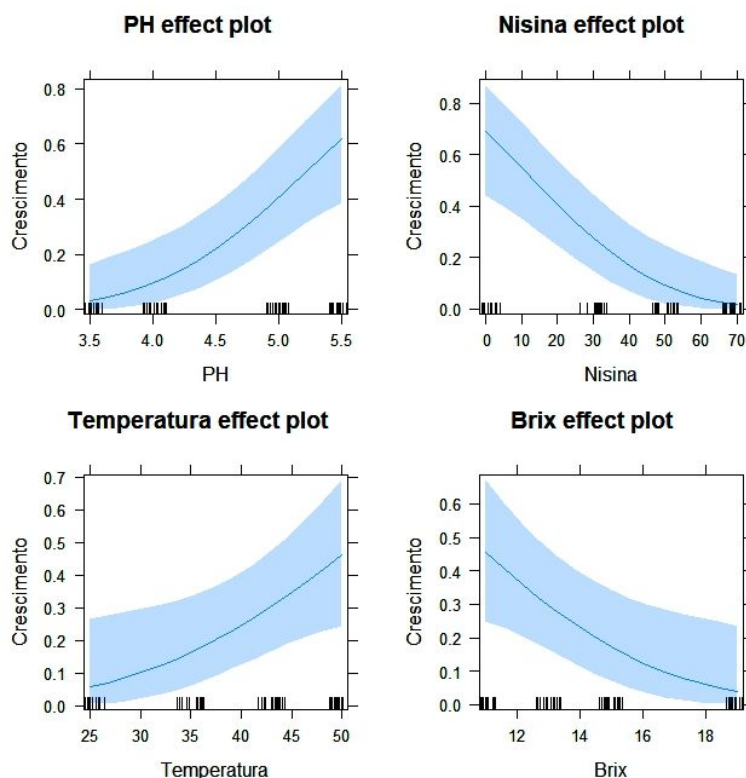 PH effect plot
0.8
0.6
0.4
0.2
0.0
Crescimento
3.5 4.0 4.5 5.0 5.5
PH
Nisina effect plot
0.8
0.6
0.4
0.2
0.0
Crescimento
0 10 20 30 40 50 60 70
Nisina
Temperatura effect plot
0.7
0.6
0.5
0.4
0.3
0.2
0.1
0.0
Crescimento
25 30 35 40 45 50
Temperatura
Brix effect plot
0.6
0.5
0.4
0.3
0.2
0.1
0.0
Crescimento
12 14 16 18
Brix